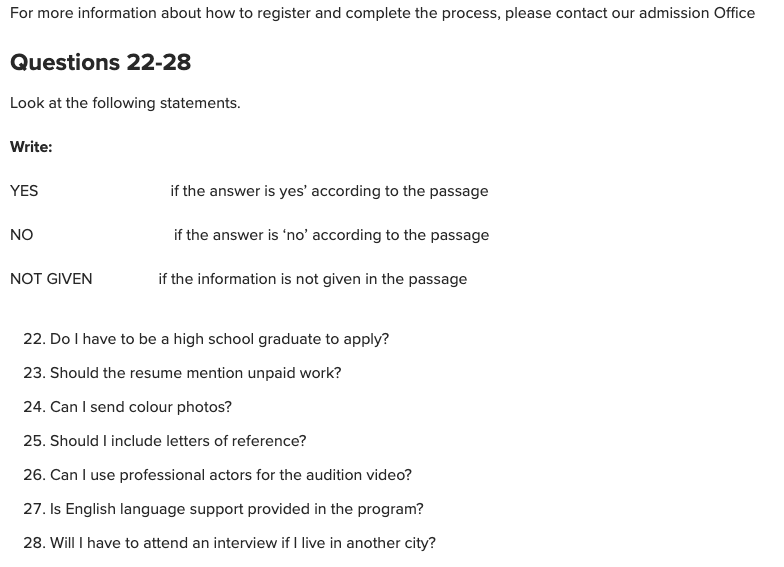 For more information about how to register and complete the process, please contact our admission Office
Questions 22-28
Look at the following statements.
Write:
YES if the answer is yes’ according to the passage
NO if the answer is ‘no’ according to the passage
NOT GIVEN if the information is not given in the passage
22. Do I have to be a high school graduate to apply?
23. Should the resume mention unpaid work?
24. Can I send colour photos?
25. Should I include letters of reference?
26. Can I use professional actors for the audition video?
27. Is English language support provided in the program?
28. Will I have to attend an interview if I live in another city?